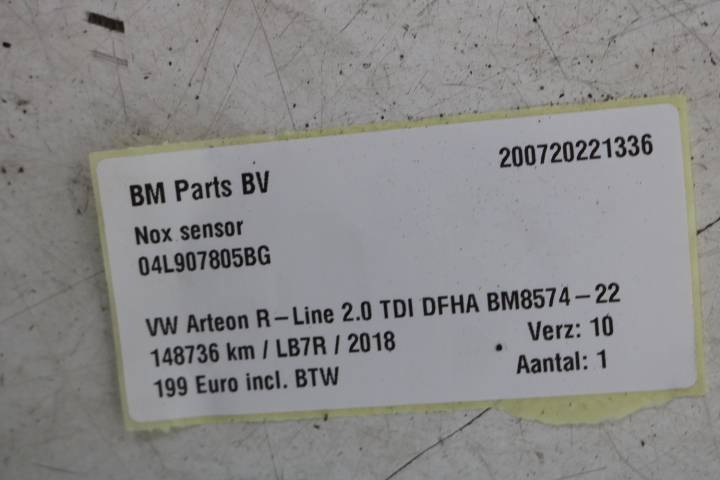 200720221336
BM Parts BV
Nox sensor
04L907805BG
VW Arteon R-Line 2.0 TDI DFHA BM8574-22
148736 km / LB7R / 2018
Verz: 10
199 Euro incl. BTW
Aantal: 1